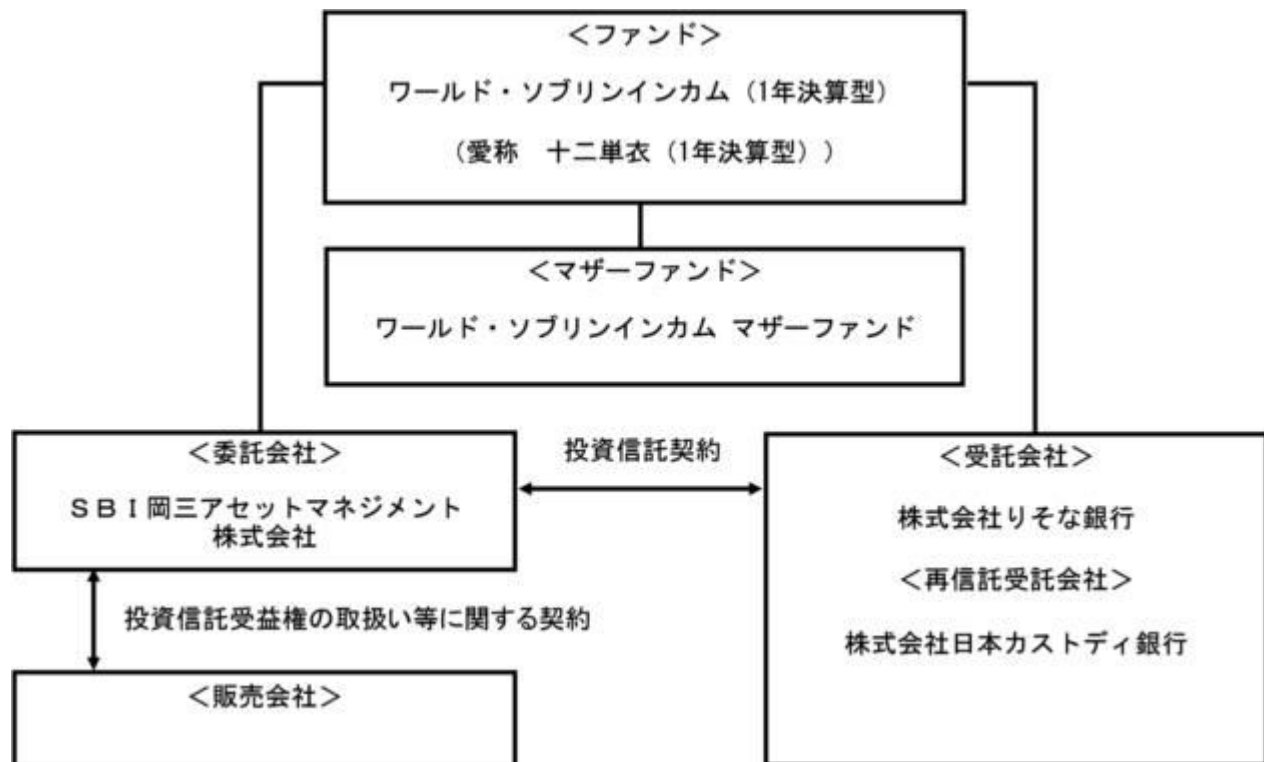 ＜ファンド＞
ワールド・ソブリンインカム（1年決算型）
（愛称　十二単衣（1年決算型））
＜マザーファンド＞
ワールド・ソブリンインカム マザーファンド
＜委託会社＞
ＳＢＩ岡三アセットマネジメント
株式会社
投資信託契約
＜受託会社＞
株式会社りそな銀行
＜再信託受託会社＞
株式会社日本カストディ銀行
投資信託受益権の取扱い等に関する契約
＜販売会社＞